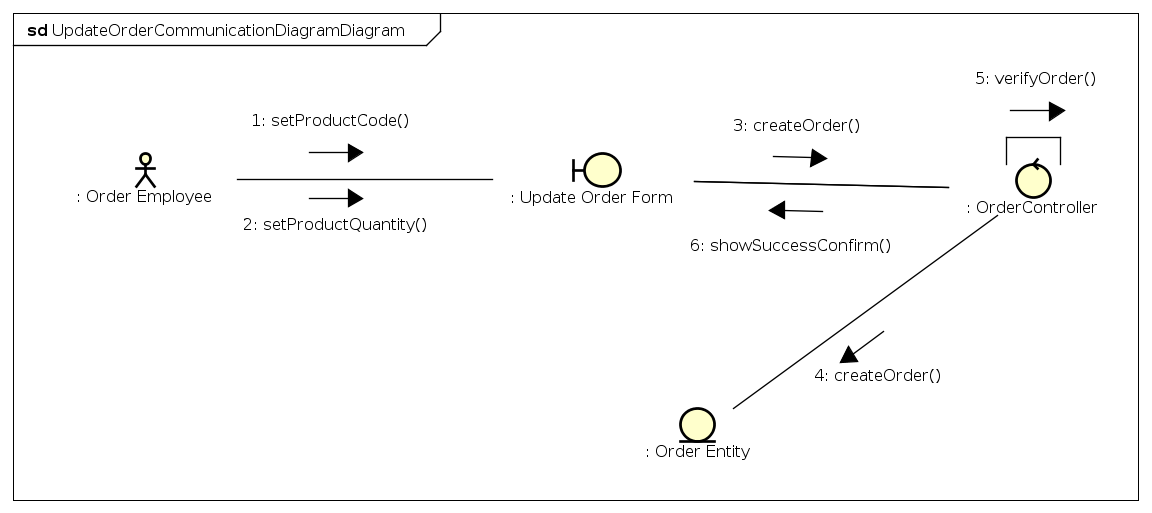 sd UpdateOrderCommunicationDiagramDiagram
5: verifyOrder()
1: setProductCode()
3: createOrder()
: Order Employee
: Update Order Form
: OrderController
2: setProductQuantity()
6: showSuccessConfirm()
4: createOrder()
: Order Entity